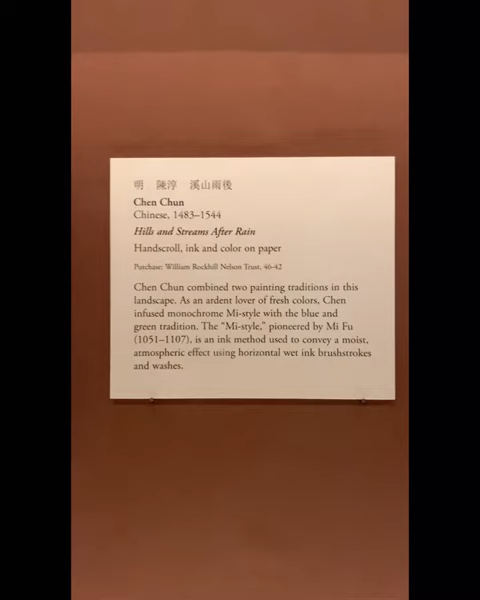 明 陳淳 溪山雨後
Chen Chun
Chinese, 1483–1544
Hills and Streams After Rain
Handscroll, ink and color on paper
Purchase: William Rockhill Nelson Trust, 46-42
Chen Chun combined two painting traditions in this
landscape. As an ardent lover of fresh colors, Chen
infused monochrome Mi-style with the blue and
green tradition. The “Mi-style,” pioneered by Mi Fu
(1051–1107), is an ink method used to convey a moist,
atmospheric effect using horizontal wet ink brushstrokes
and washes.